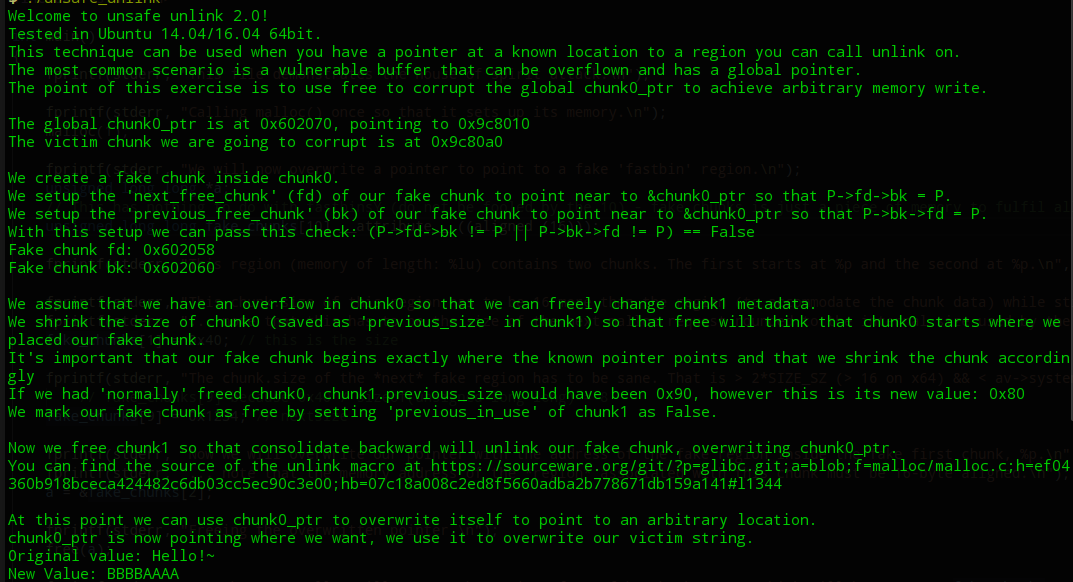 $ ./unsafe_unlink
Welcome to unsafe unlink 2.0!
Tested in Ubuntu 14.04/16.04 64bit.
This technique can be used when you have a pointer at a known location to a region you can call unlink on.
The most common scenario is a vulnerable buffer that can be overflown and has a global pointer.
The point of this exercise is to use free to corrupt the global chunk0_ptr to achieve arbitrary memory write.
The global chunk0_ptr is at 0x602070, pointing to 0x9c8010
The victim chunk we are going to corrupt is at 0x9c80a0
We create a fake chunk inside chunk0.
We setup the 'next_free_chunk' (fd) of our fake chunk to point near to &chunk0_ptr so that P->fd->bk = P.
We setup the 'previous_free_chunk' (bk) of our fake chunk to point near to &chunk0_ptr so that P->bk->fd = P.
With this setup we can pass this check: (P->fd->bk != P || P->bk->fd != P) == False
Fake chunk fd: 0x602058
Fake chunk bk: 0x602060
We assume that we have an overflow in chunk0 so that we can freely change chunk1 metadata.
We shrink the size of chunk0 (saved as 'previous_size' in chunk1) so that free will think that chunk0 starts where we
placed our fake chunk.
It's important that our fake chunk begins exactly where the known pointer points and that we shrink the chunk accordin
gly
If we had 'normally' freed chunk0, chunk1.previous_size would have been 0x90, however this is its new value: 0x80
We mark our fake chunk as free by setting 'previous_in_use' of chunk1 as False.
Now we free chunk1 so that consolidate backward will unlink our fake chunk, overwriting chunk0_ptr.
You can find the source of the unlink macro at https://sourceware.org/git/?p=glibc.git;a=blob;f=malloc/malloc.c;h=ef04
360b918bceca424482c6db03cc5ec90c3e00;hb=07c18a008c2ed8f5660adba2b778671db159a141#l1344
At this point we can use chunk0_ptr to overwrite itself to point to an arbitrary location.
chunk0_ptr is now pointing where we want, we use it to overwrite our victim string.
Original value: Hello!~
New Value: BBBBAAAA